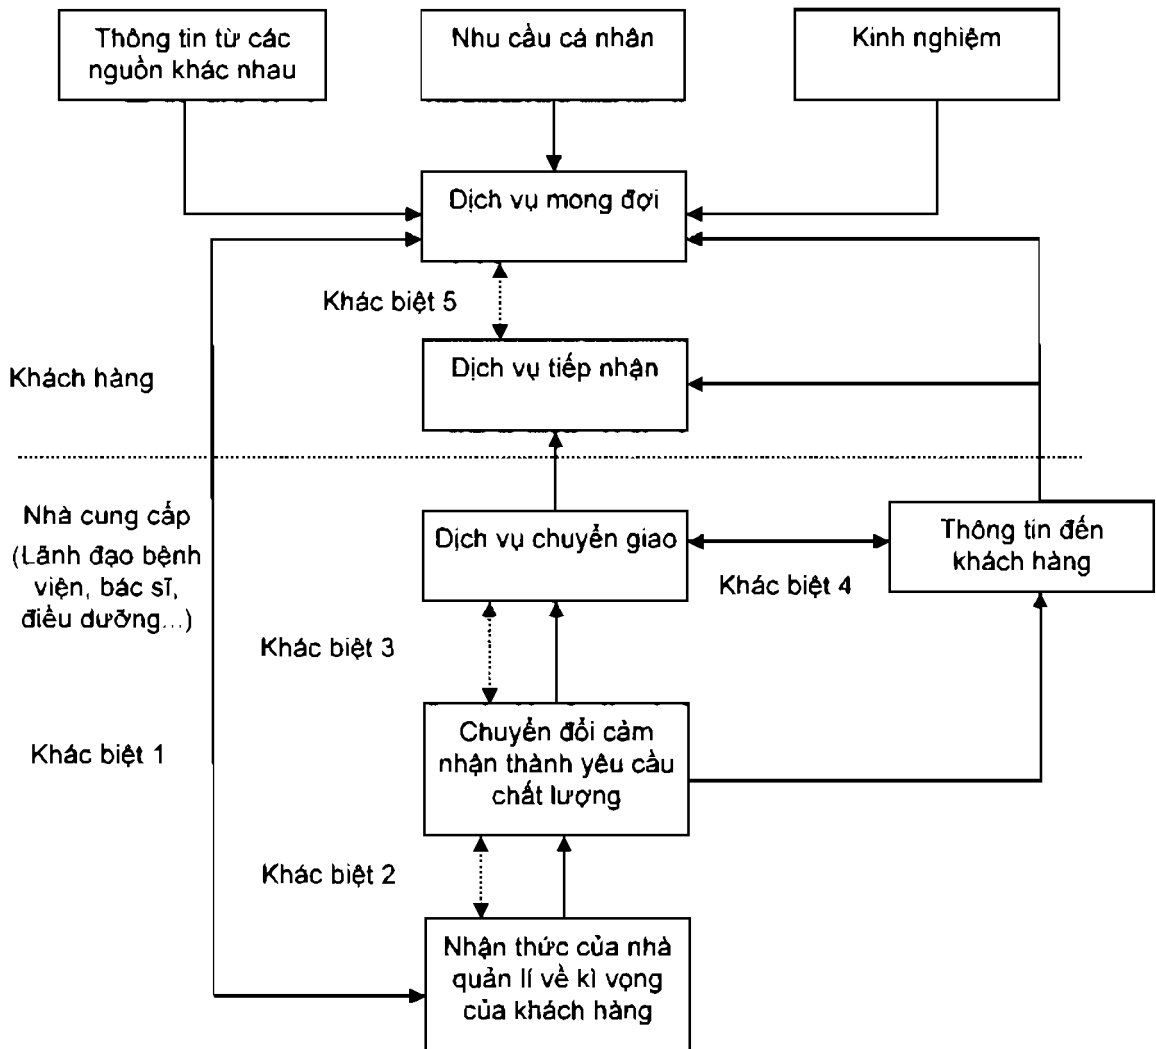 Thông tin từ các
nguồn khác nhau
Nhu cầu cá nhân
Kinh nghiệm
Dịch vụ mong đợi
Khác biệt 5
Dịch vụ tiếp nhận
Khách hàng
Nhà cung cấp
(Lãnh đạo bệnh
viện, bác sĩ,
điều dưỡng...)
Dịch vụ chuyển giao
Thông tin đến
khách hàng
Khác biệt 4
Khác biệt 3
Chuyển đổi cảm
nhận thành yêu cầu
chất lượng
Khác biệt 1
Khác biệt 2
Nhận thức của nhà
quản lí về kì vọng
của khách hàng